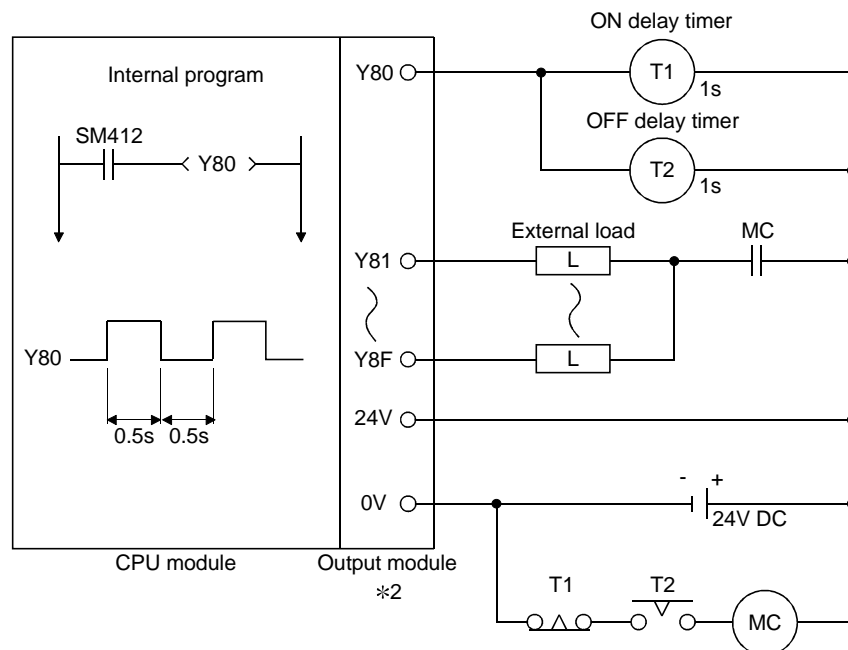 ON delay timer
Internal program
Y80
T1
1s
SM412
OFF delay timer
Y80
T2
1s
External load
MC
Y81
L
Y80
Y8F
L
24V
0.5s 0.5s
- +
0V
24V DC
CPU module
Output module
*2
T1
T2
MC